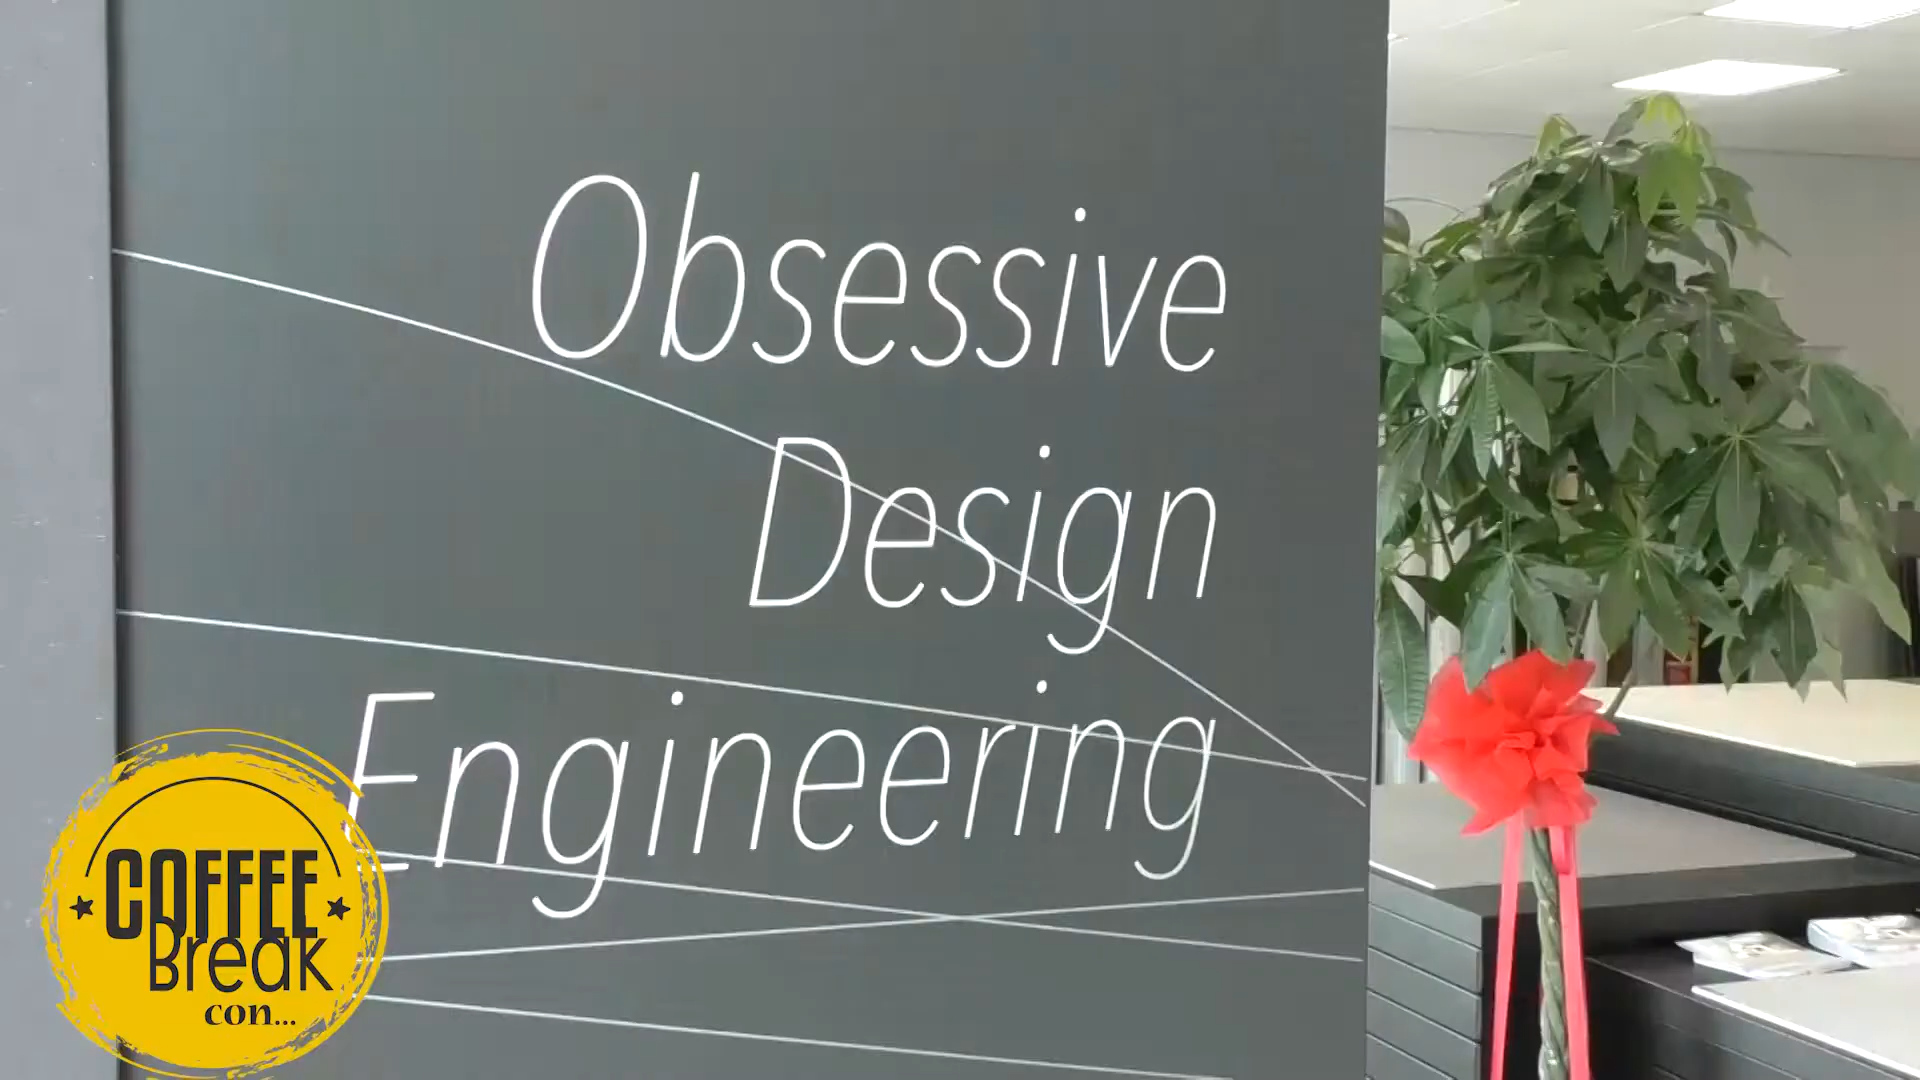 Obsessive
Design
Engineering
COFFEE
Break
con...